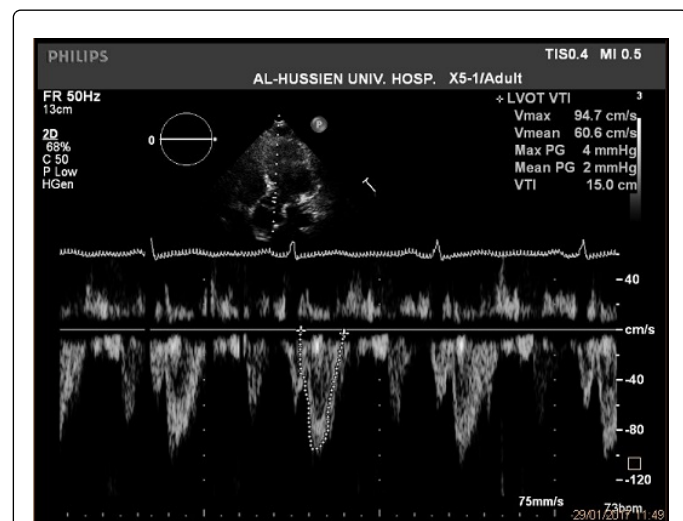 PHILIPS
TIS0.4 MI 0.5
AL-HUSSIEN UNIV. HOSP. X5-1/Adult
FR 50Hz
13cm
2D
68%
C 50
P Low
HGen
0
P
3
LVOT VTI
Vmax 94.7 cm/s
Vmean 60.6 cm/s
Max PG 4 mmHg
Mean PG 2 mmHg
VTI 15.0 cm
40
cm/s
-40
-80
-120
75mm/s
73bpm
29/01/2017 11:49